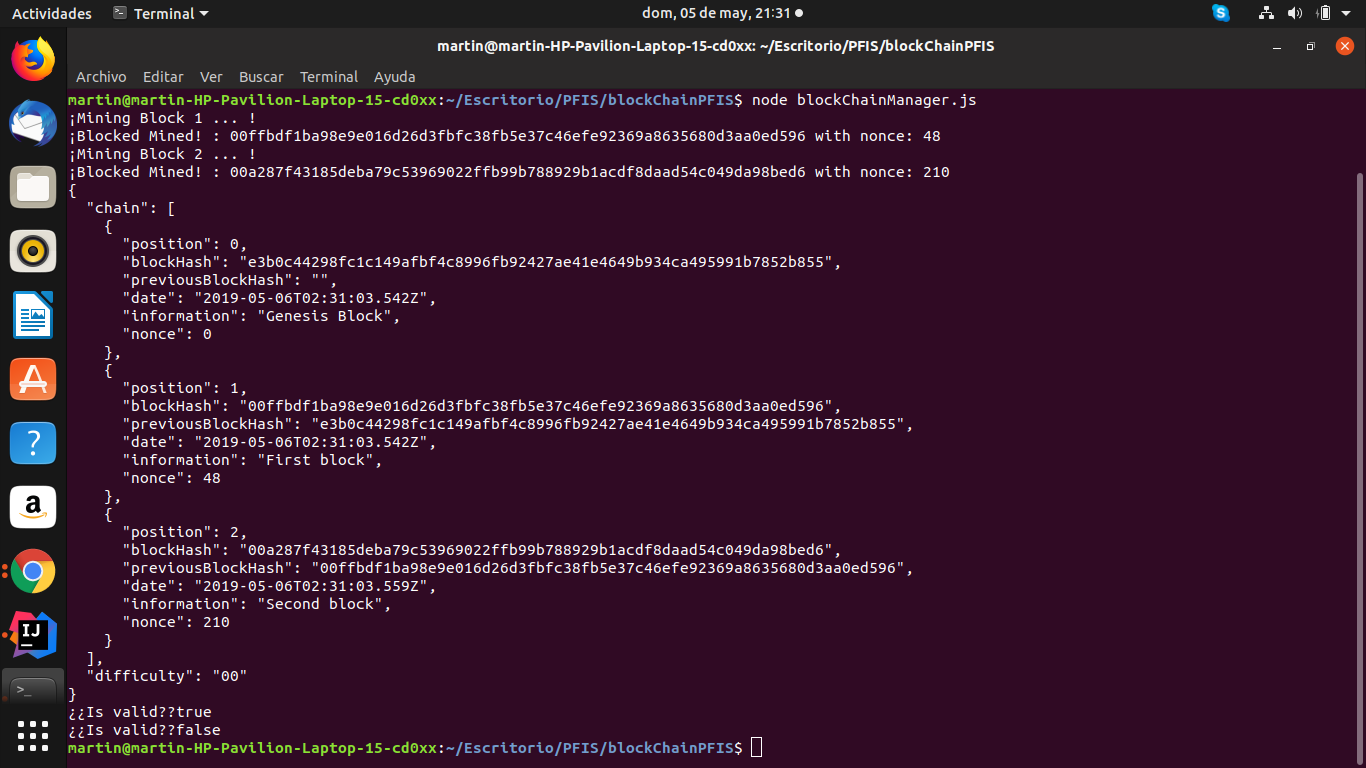 Actividades
Terminal
dom, 05 de may, 21:31
martin@martin-HP-Pavilion-Laptop-15-cd0xx: ~/Escritorio/PFIS/blockChainPFIS
Archivo Editar Ver Buscar Terminal Ayuda
martin@martin-HP-Pavilion-Laptop-15-cd0xx:~/Escritorio/PFIS/blockChainPFIS$ node blockChainManager.js
¡Mining Block 1 ... !
¡Blocked Mined! : 00ffbdf1ba98e9e016d26d3fbfc38fb5e37c46efe92369a8635680d3aa0ed596 with nonce: 48
¡Mining Block 2 ... !
¡Blocked Mined! : 00a287f43185deba79c53969022ffb99b788929b1acdf8daad54c049da98bed6 with nonce: 210
{
  "chain": [
    {
      "position": 0,
      "blockHash": "e3b0c44298fc1c149afbf4c8996fb92427ae41e4649b934ca495991b7852b855",
      "previousBlockHash": "",
      "date": "2019-05-06T02:31:03.542Z",
      "information": "Genesis Block",
      "nonce": 0
    },
    {
      "position": 1,
      "blockHash": "00ffbdf1ba98e9e016d26d3fbfc38fb5e37c46efe92369a8635680d3aa0ed596",
      "previousBlockHash": "e3b0c44298fc1c149afbf4c8996fb92427ae41e4649b934ca495991b7852b855",
      "date": "2019-05-06T02:31:03.542Z",
      "information": "First block",
      "nonce": 48
    },
    {
      "position": 2,
      "blockHash": "00a287f43185deba79c53969022ffb99b788929b1acdf8daad54c049da98bed6",
      "previousBlockHash": "00ffbdf1ba98e9e016d26d3fbfc38fb5e37c46efe92369a8635680d3aa0ed596",
      "date": "2019-05-06T02:31:03.559Z",
      "information": "Second block",
      "nonce": 210
    }
  ],
  "difficulty": "00"
}
¿¿Is valid??true
¿¿Is valid??false
martin@martin-HP-Pavilion-Laptop-15-cd0xx:~/Escritorio/PFIS/blockChainPFIS$